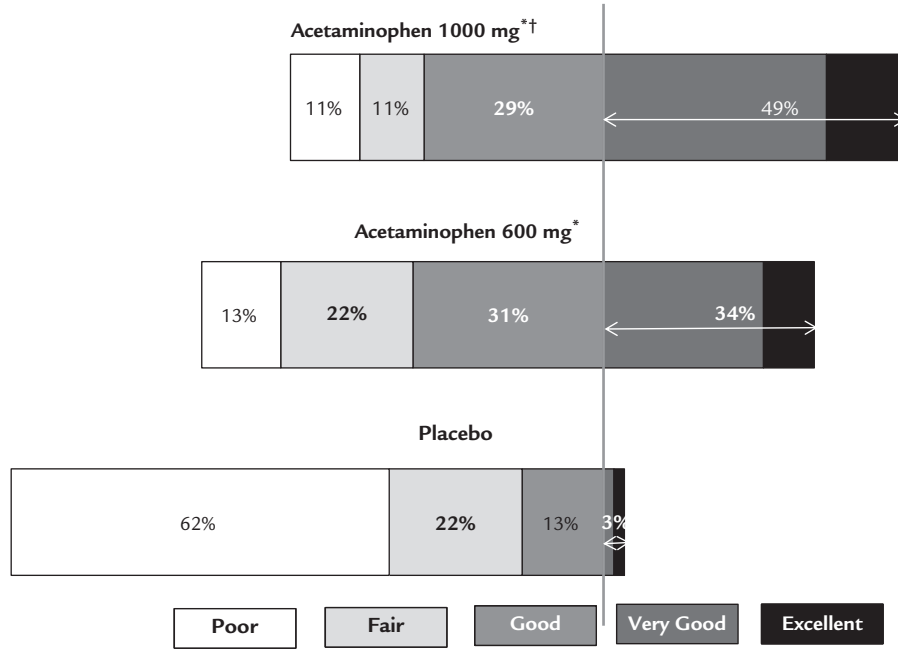 Acetaminophen 1000 mg*†
11% 11% 29% 49%
Acetaminophen 600 mg*
13% 22% 31% 34%
Placebo
62% 22% 13% 3%
Poor Fair Good Very Good Excellent